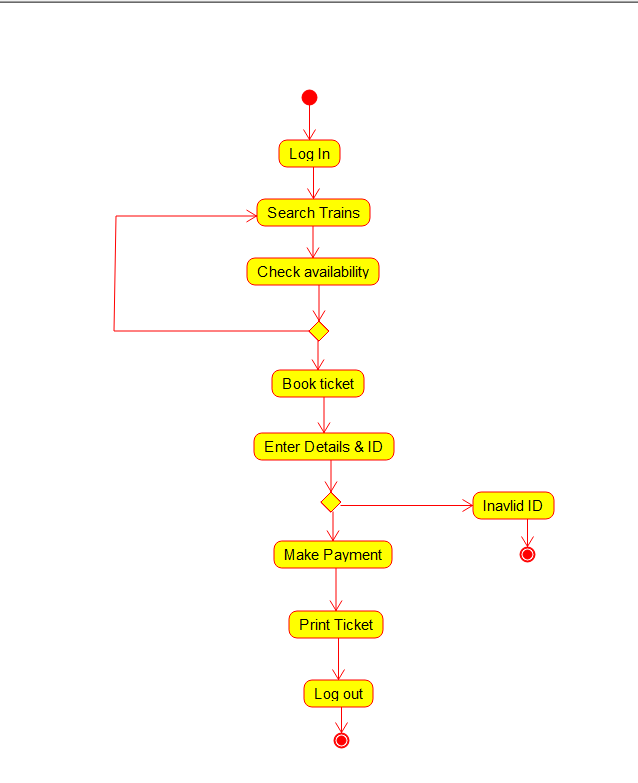 Log In
Search Trains
Check availability
Book ticket
Enter Details & ID
Inavlid ID
Make Payment
Print Ticket
Log out